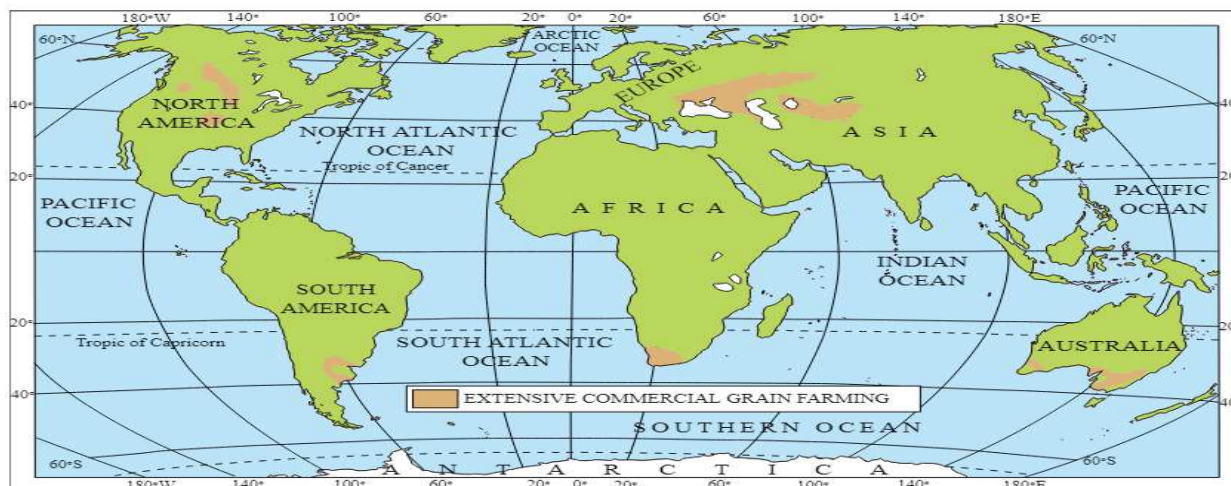 180°W 140° 100° 60° 20° 0° 20° 60° 100° 140° 180°E
60°N
ARCTIC
OCEAN
60°N
EUROPE
NORTH
AMERICA
40°
40
ASIA
NORTH ATLANTIC
OCEAN
Tropic of Cancer
20°
20
PACIFIC
OCEAN
AFRICA
PACIFIC
OCEAN
INDIAN
OCEAN
SOUTH
AMERICA
20°
20
Tropic of Capricorn
SOUTH ATLANTIC
OCEAN
AUSTRALIA
40°
40
EXTENSIVE COMMERCIAL GRAIN FARMING
SOUTHERN OCEAN
60°S
60°S
ANTARCTICA
180°W 140° 100° 60° 20° 0° 20° 60° 100° 140° 180°E